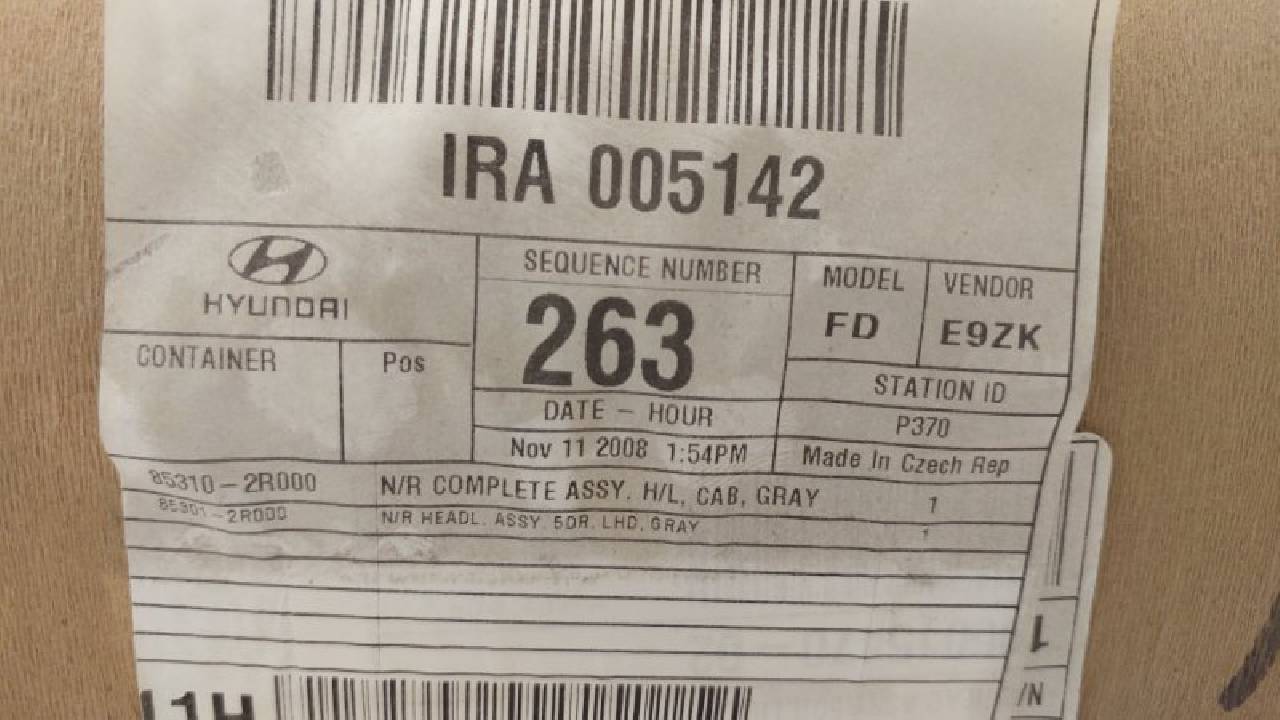 IRA 005142
HYUNDAI
SEQUENCE NUMBER
263
MODEL
FD
VENDOR
E9ZK
CONTAINER
Pos
STATION ID
P370
DATE - HOUR
Nov 11 2008 1:54PM
Made In Czech Rep
85310-2R000 N/R COMPLETE ASSY. H/L, CAB, GRAY 1
85301-2R000 N/R HEADL. ASSY. 5DR. LHD, GRAY 1